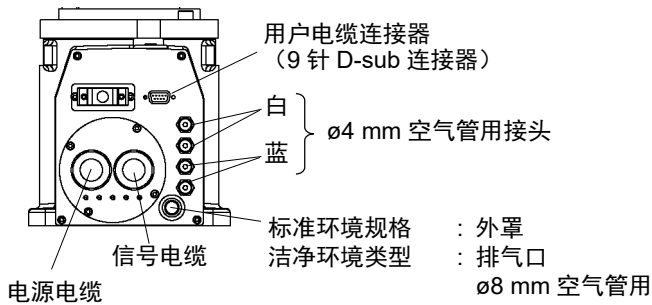 用户电缆连接器
（9 针 D-sub 连接器）
白
ø4 mm 空气管用接头
蓝
标准环境规格 : 外罩
信号电缆
洁净环境类型 : 排气口
电源电缆
ø8 mm 空气管用